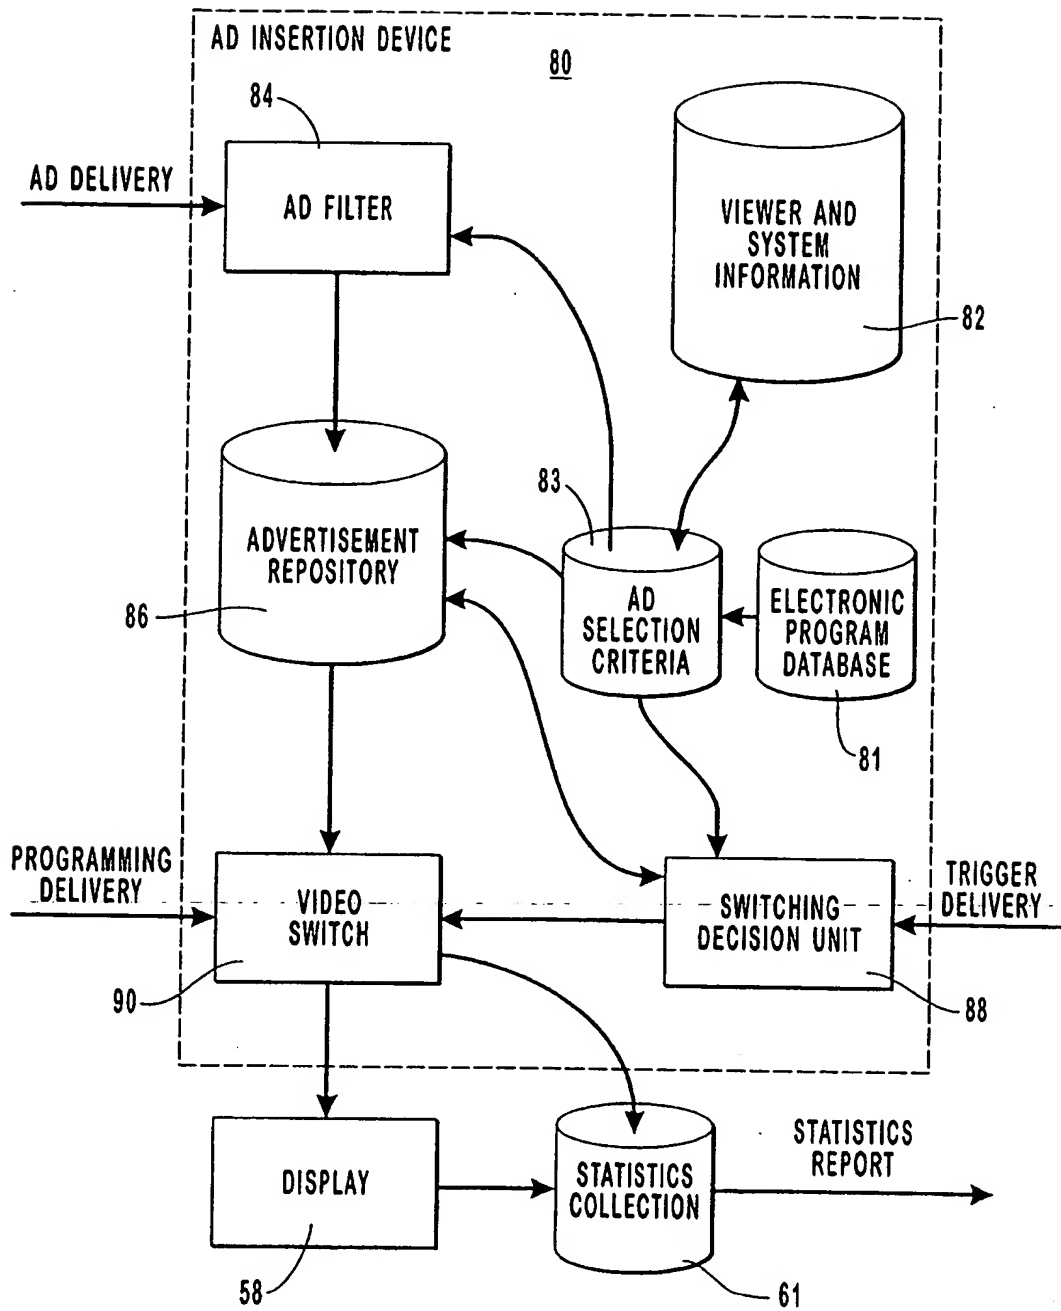 AD INSERTION DEVICE
80
84
AD DELIVERY
AD FILTER
VIEWER AND
SYSTEM
INFORMATION
82
83
ADVERTISEMENT
REPOSITORY
86
AD
SELECTION
CRITERIA
ELECTRONIC
PROGRAM
DATABASE
81
PROGRAMMING
DELIVERY
VIDEO
SWITCH
90
SWITCHING
DECISION UNIT
88
TRIGGER
DELIVERY
DISPLAY
58
STATISTICS
COLLECTION
61
STATISTICS
REPORT